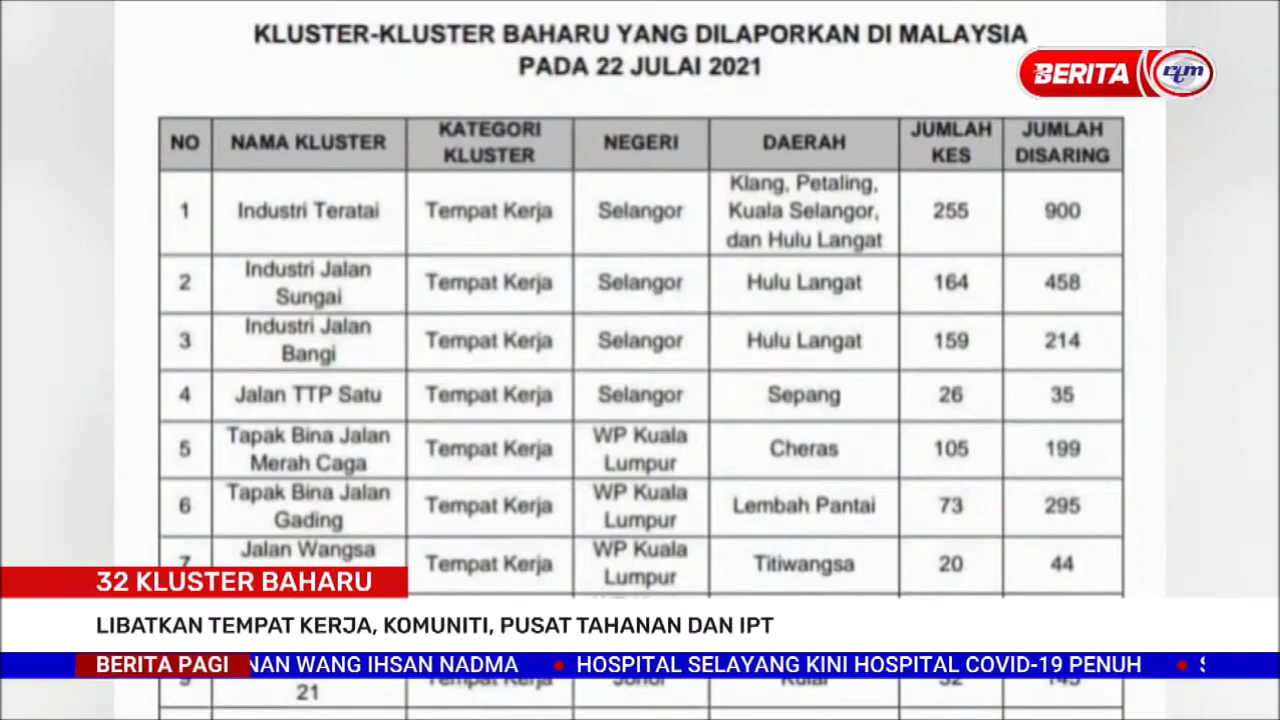 KLUSTER-KLUSTER BAHARU YANG DILAPORKAN DI MALAYSIA
PADA 22 JULAI 2021
BERITA rtm
NO NAMA KLUSTER KATEGORI KLUSTER NEGERI DAERAH JUMLAH KES JUMLAH DISARING
1 Industri Teratai Tempat Kerja Selangor Klang, Petaling, Kuala Selangor, dan Hulu Langat 255 900
2 Industri Jalan Sungai Tempat Kerja Selangor Hulu Langat 164 458
3 Industri Jalan Bangi Tempat Kerja Selangor Hulu Langat 159 214
4 Jalan TTP Satu Tempat Kerja Selangor Sepang 26 35
5 Tapak Bina Jalan Merah Caga Tempat Kerja WP Kuala Lumpur Cheras 105 199
6 Tapak Bina Jalan Gading Tempat Kerja WP Kuala Lumpur Lembah Pantai 73 295
7 Jalan Wangsa Tempat Kerja WP Kuala Lumpur Titiwangsa 20 44
32 KLUSTER BAHARU
LIBATKAN TEMPAT KERJA, KOMUNITI, PUSAT TAHANAN DAN IPT
BERITA PAGI NAN WANG IHSAN NADMA • HOSPITAL SELAYANG KINI HOSPITAL COVID-19 PENUH •
21 Tempat Kerja